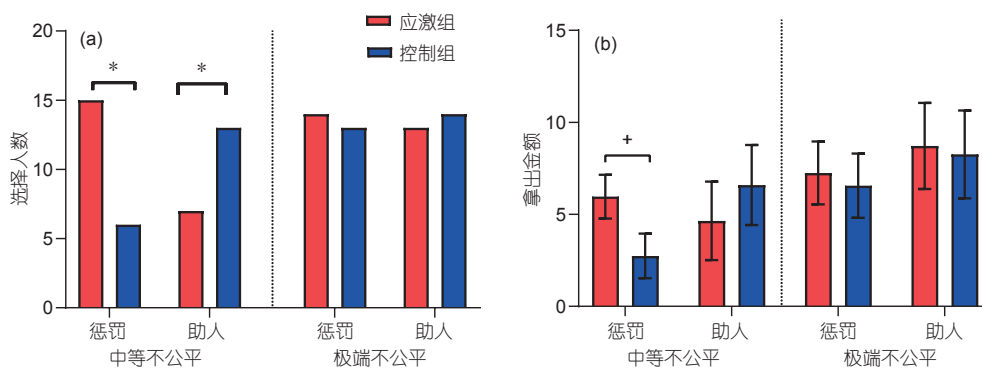 (a)
应激组
控制组
选择人数
20
15
10
5
0
*
*
惩罚
助人
惩罚
助人
中等不公平
极端不公平
(b)
拿出金额
15
10
5
0
+
惩罚
助人
惩罚
助人
中等不公平
极端不公平